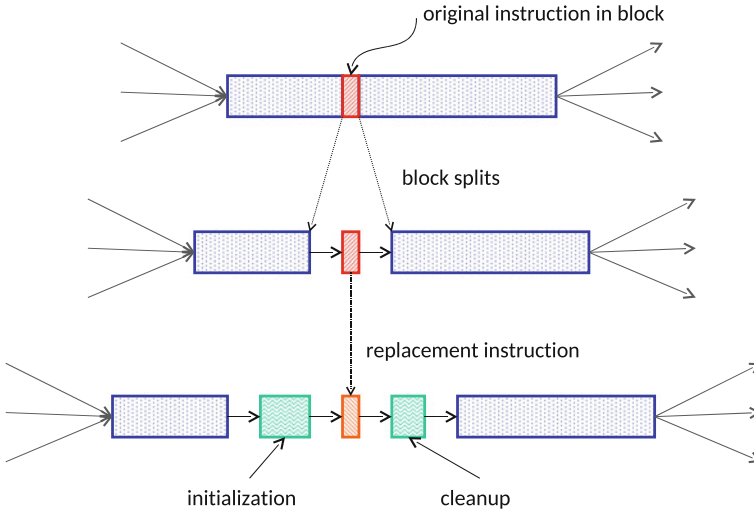 original instruction in block
block splits
replacement instruction
initialization
cleanup